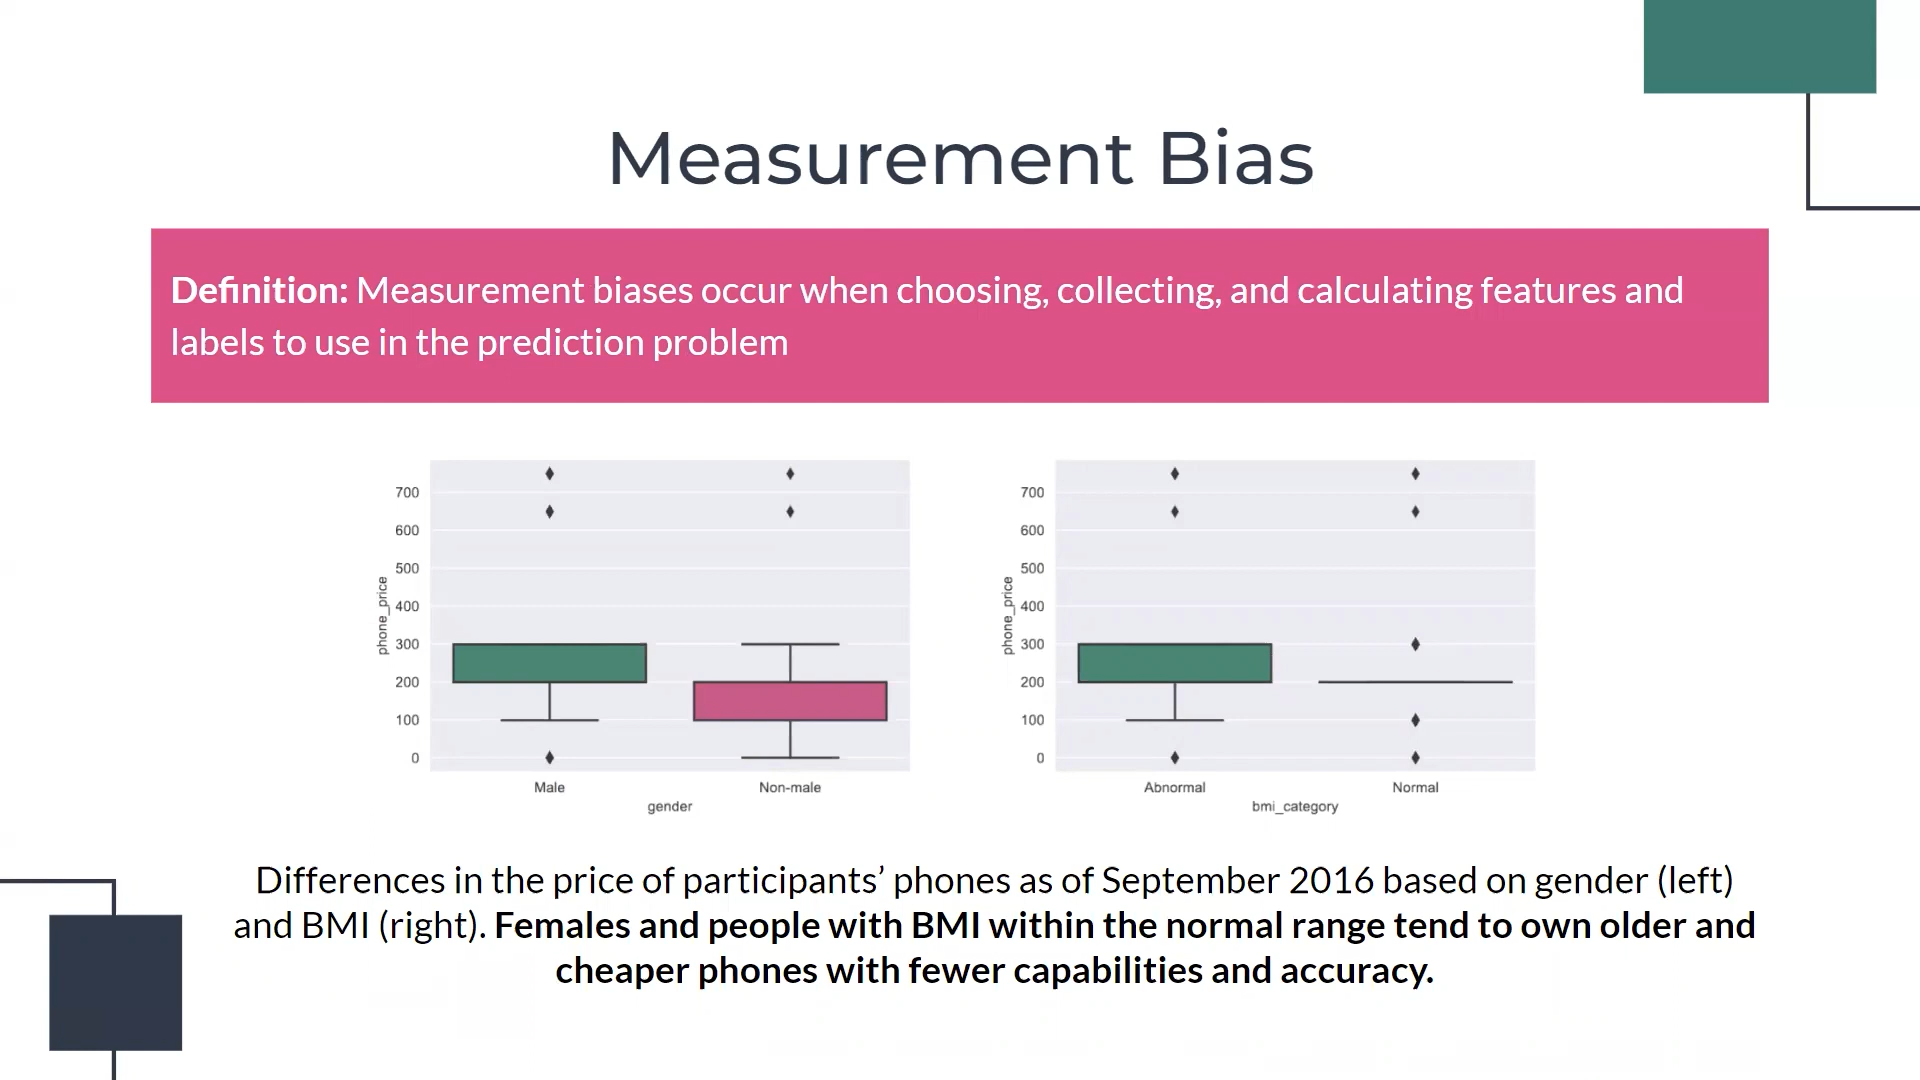 Measurement Bias
Definition: Measurement biases occur when choosing, collecting, and calculating features and
labels to use in the prediction problem
700
600
500
400
300
200
100
0
phone_price
Male
Non-male
gender
700
600
500
400
300
200
100
0
phone_price
Abnormal
Normal
bmi_category
Differences in the price of participants’ phones as of September 2016 based on gender (left)
and BMI (right). Females and people with BMI within the normal range tend to own older and
cheaper phones with fewer capabilities and accuracy.